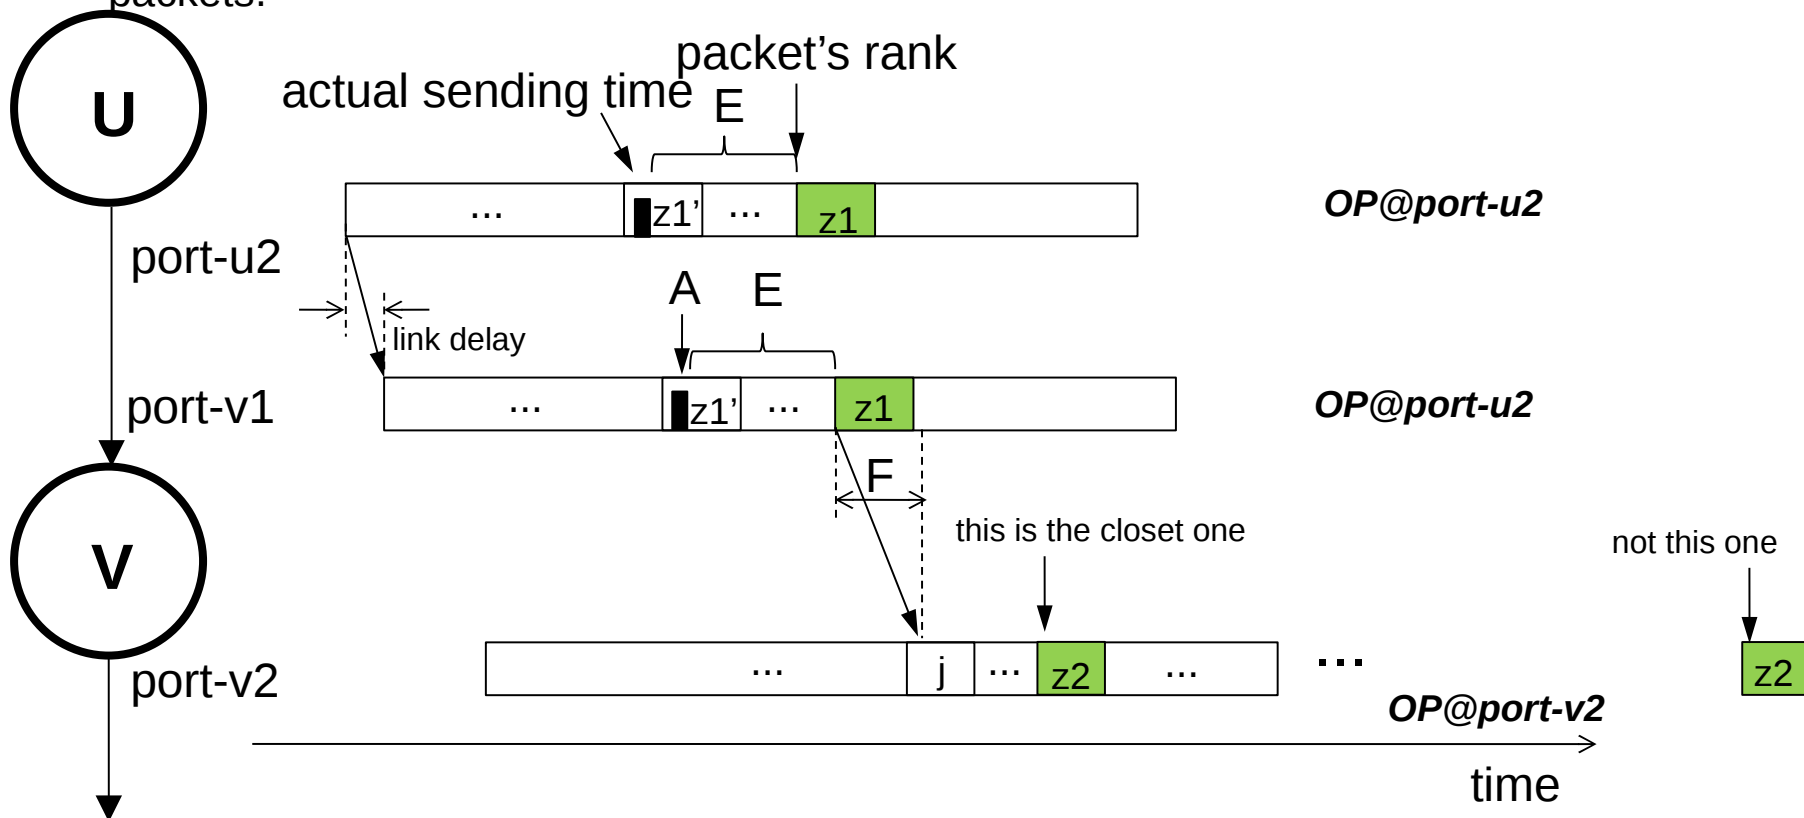 packets.
U
packet’s rank
actual sending time
E
... z1’ ... z1
OP@port-u2
port-u2
A
E
link delay
port-v1
... z1’ ... z1
OP@port-u2
F
this is the closet one
not this one
V
port-v2
... j ... z2 ... ... z2
OP@port-v2
time